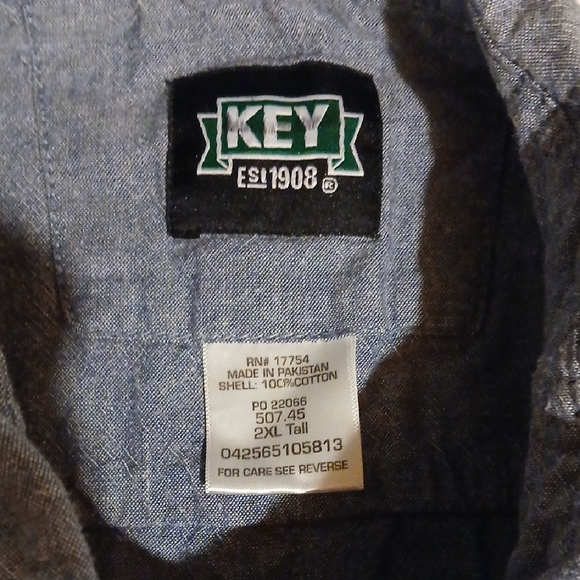 KEY
EST 1908 ®
RN# 17754
MADE IN PAKISTAN
SHELL: 100%COTTON
PO 22066
507.45
2XL Tall
042565105813
FOR CARE SEE REVERSE